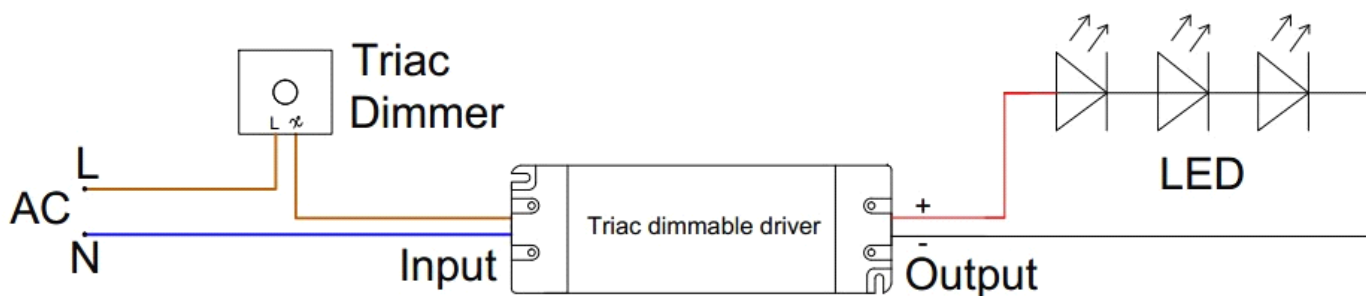 Triac
Dimmer
L
L
AC
N
Input
Triac dimmable driver
+
-
Output
LED